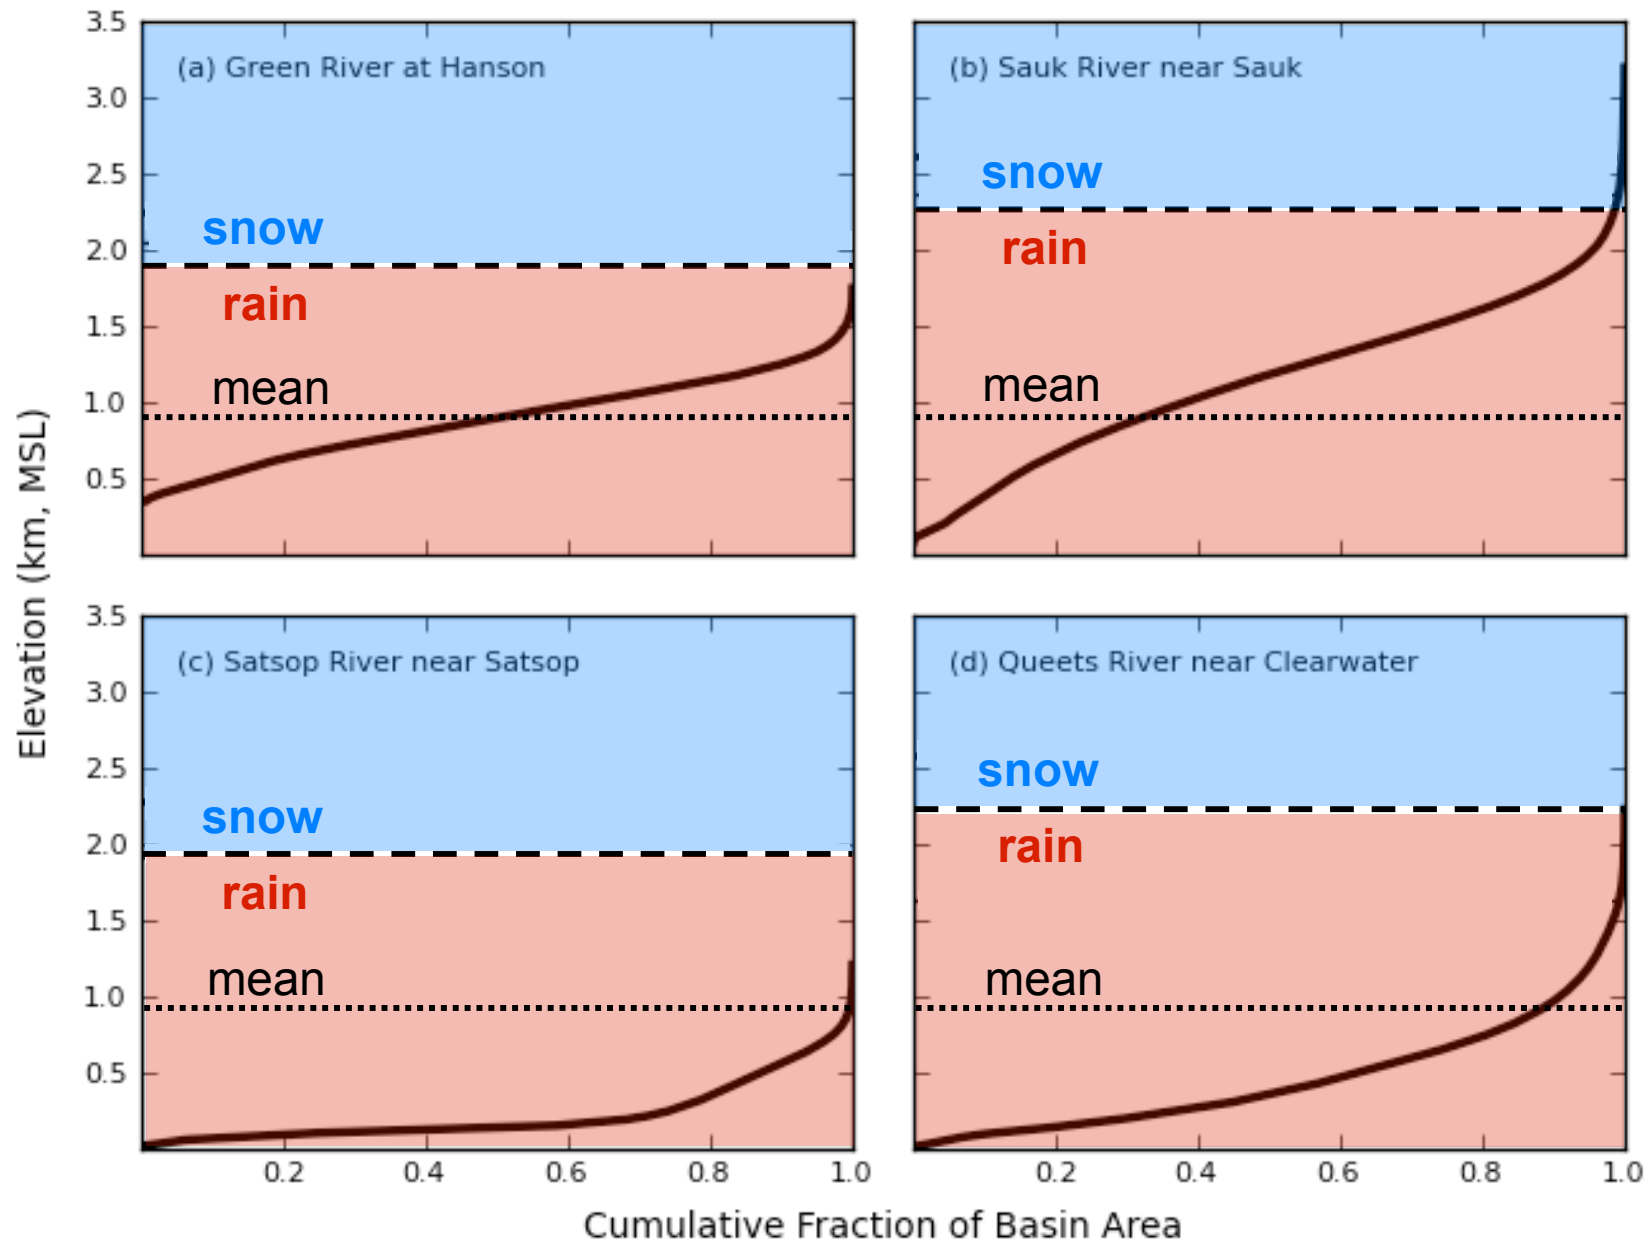 3.5
3.0
2.5
2.0
1.5
1.0
0.5
(a) Green River at Hanson
snow
rain
mean
(b) Sauk River near Sauk
snow
rain
mean
Elevation (km, MSL)
3.5
3.0
2.5
2.0
1.5
1.0
0.5
(c) Satsop River near Satsop
snow
rain
mean
0.2 0.4 0.6 0.8 1.0
(d) Queets River near Clearwater
snow
rain
mean
0.2 0.4 0.6 0.8 1.0
Cumulative Fraction of Basin Area